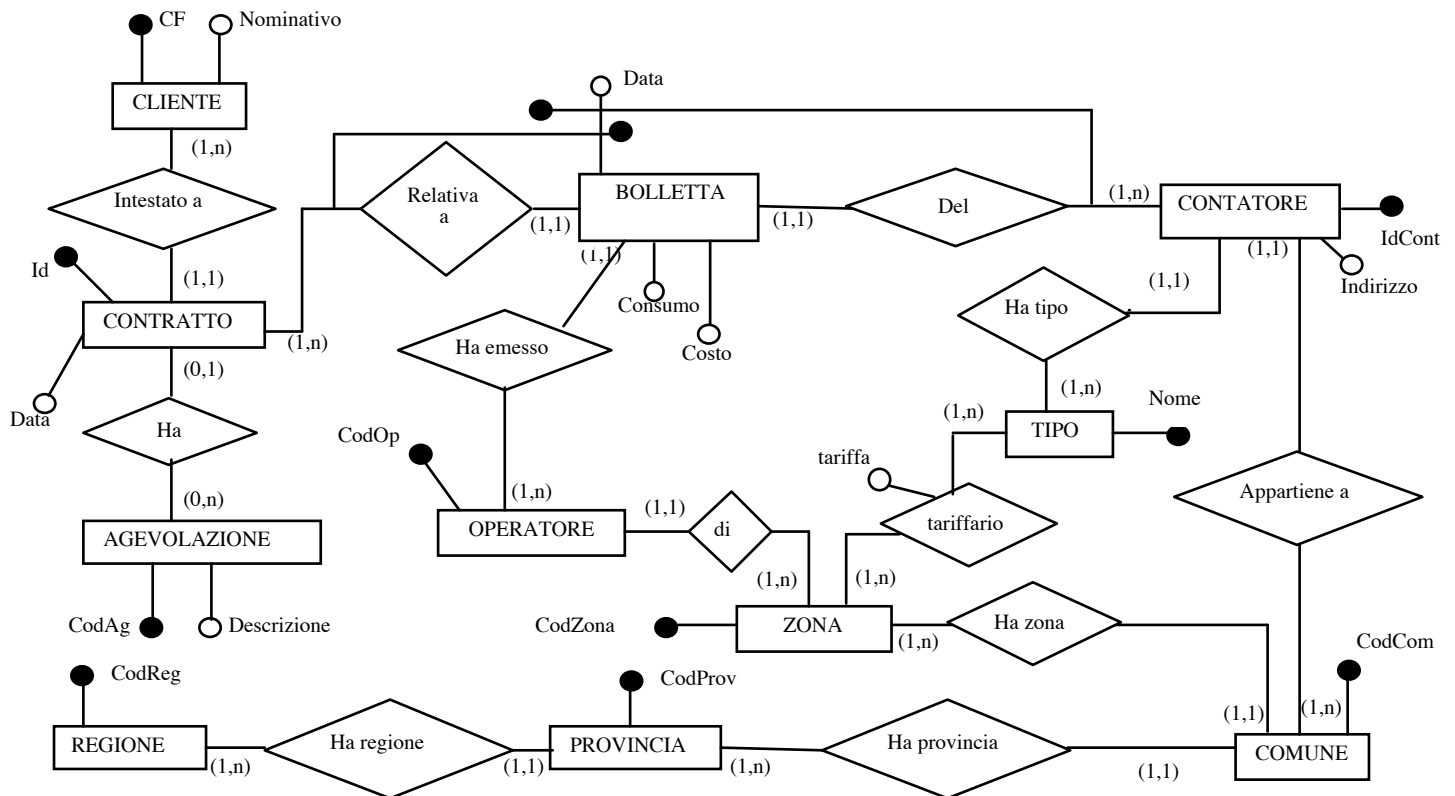 CF
Nominativo
CLIENTE
(1,n)
Intestato a
(1,1)
Id
CONTRATTO
(1,n)
(0,1)
Data
Ha
(0,n)
AGEVOLAZIONE
CodAg
Descrizione
Data
Relativa
a
(1,1)
BOLLETTA
(1,1)
(1,1)
Consumo
Costo
Del
(1,n)
CONTATORE
IdCont
Indirizzo
(1,1)
(1,1)
Ha tipo
(1,n)
Ha emesso
CodOp
(1,n)
OPERATORE
(1,1)
di
(1,n)
(1,n)
TIPO
Nome
tariffa
tariffario
(1,n)
Appartiene a
CodZona
ZONA
(1,n)
Ha zona
(1,1)
(1,n)
CodCom
CodReg
REGIONE
(1,n)
Ha regione
(1,1)
CodProv
PROVINCIA
(1,n)
Ha provincia
(1,1)
COMUNE